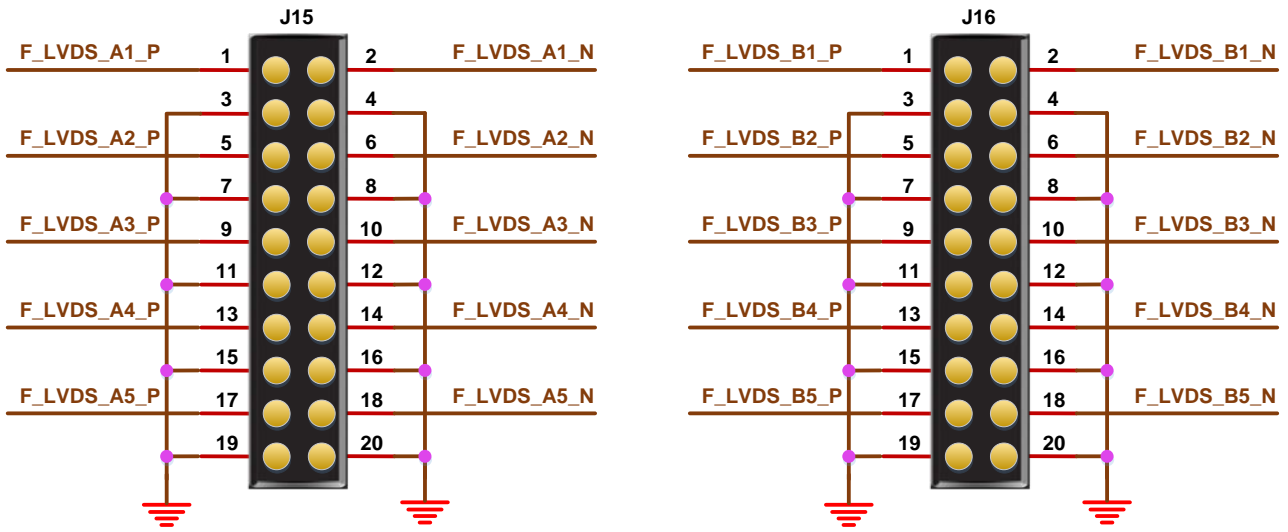 J15 J16
F_LVDS_A1_P 1 2 F_LVDS_A1_N F_LVDS_B1_P 1 2 F_LVDS_B1_N
3 4 3 4
F_LVDS_A2_P 5 6 F_LVDS_A2_N F_LVDS_B2_P 5 6 F_LVDS_B2_N
7 8 7 8
F_LVDS_A3_P 9 10 F_LVDS_A3_N F_LVDS_B3_P 9 10 F_LVDS_B3_N
11 12 11 12
F_LVDS_A4_P 13 14 F_LVDS_A4_N F_LVDS_B4_P 13 14 F_LVDS_B4_N
15 16 15 16
F_LVDS_A5_P 17 18 F_LVDS_A5_N F_LVDS_B5_P 17 18 F_LVDS_B5_N
19 20 19 20